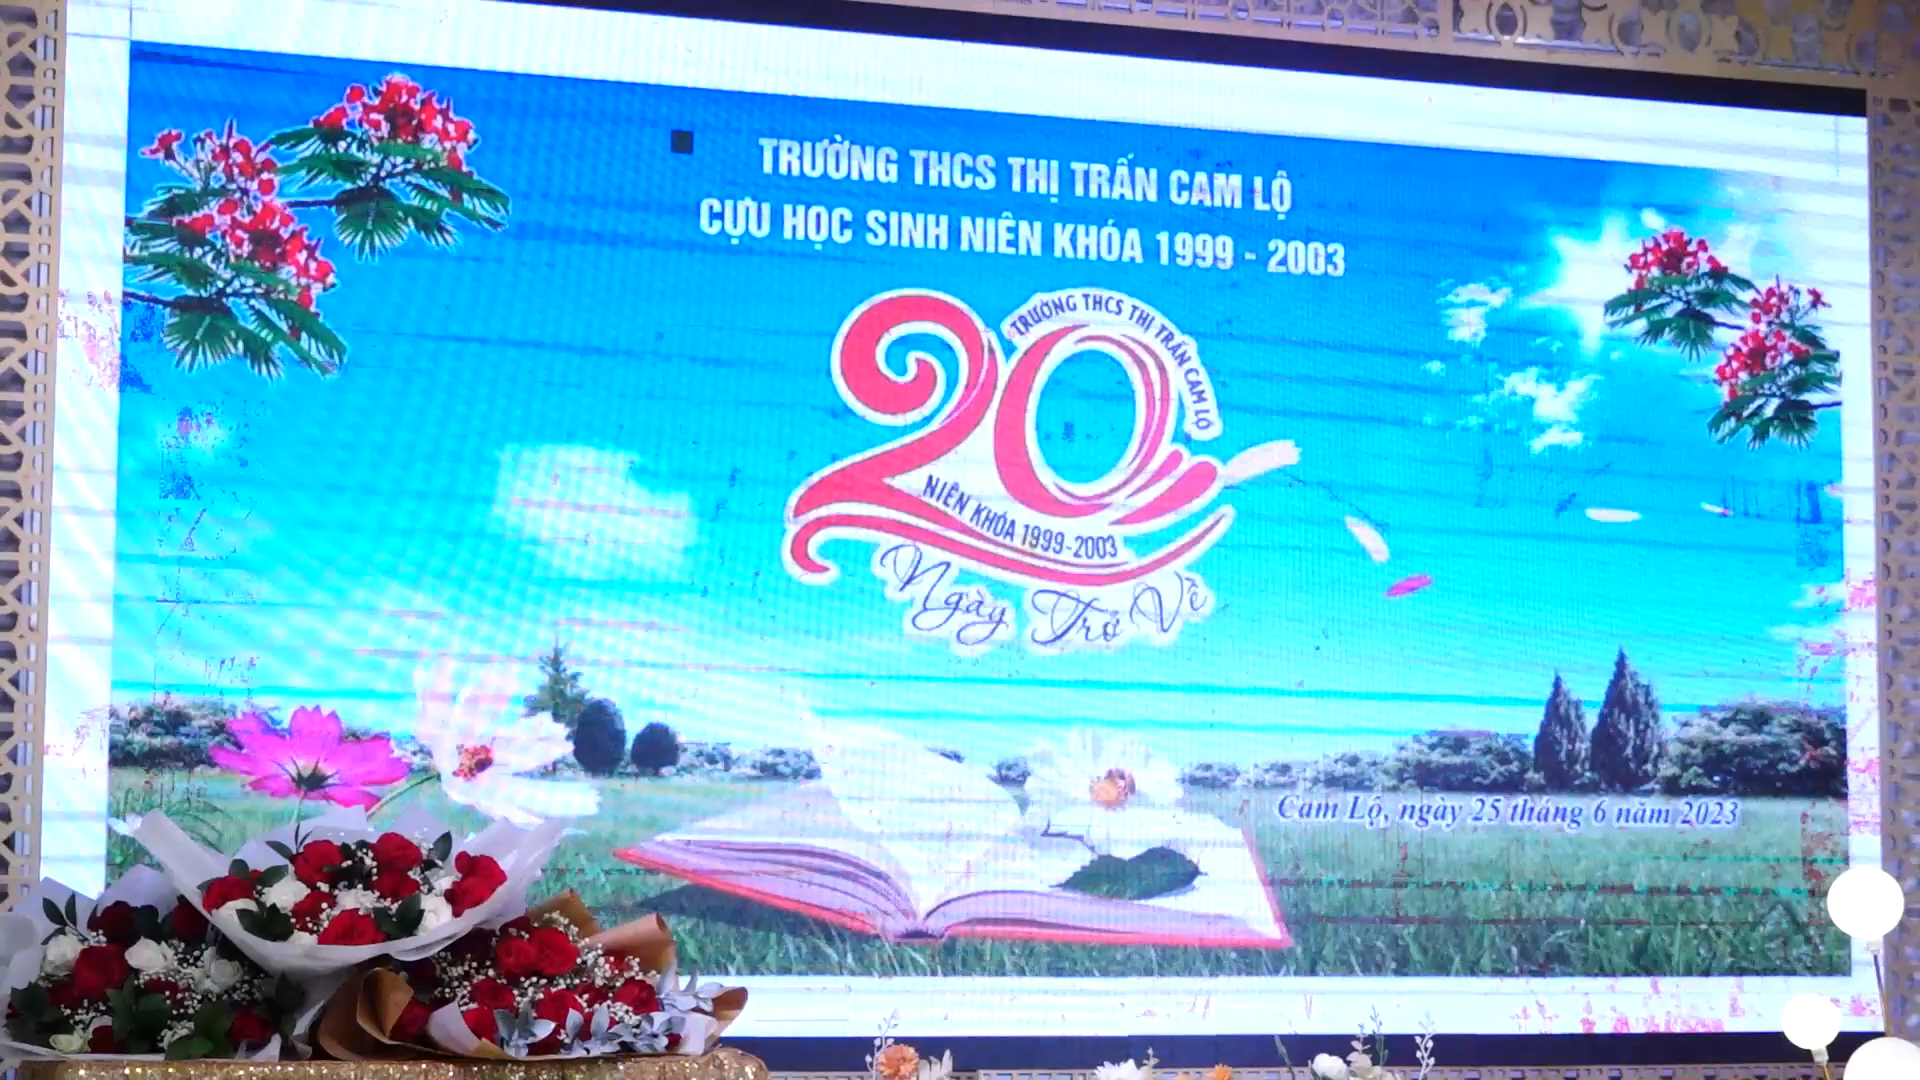 TRƯỜNG THCS THỊ TRẤN CAM LỘ
CỰU HỌC SINH NIÊN KHÓA 1999 - 2003
20
TRƯỜNG THCS THỊ TRẤN CAM LỘ
NIÊN KHÓA 1999-2003
Ngày Trở Về
Cam Lộ, ngày 25 tháng 6 năm 2023